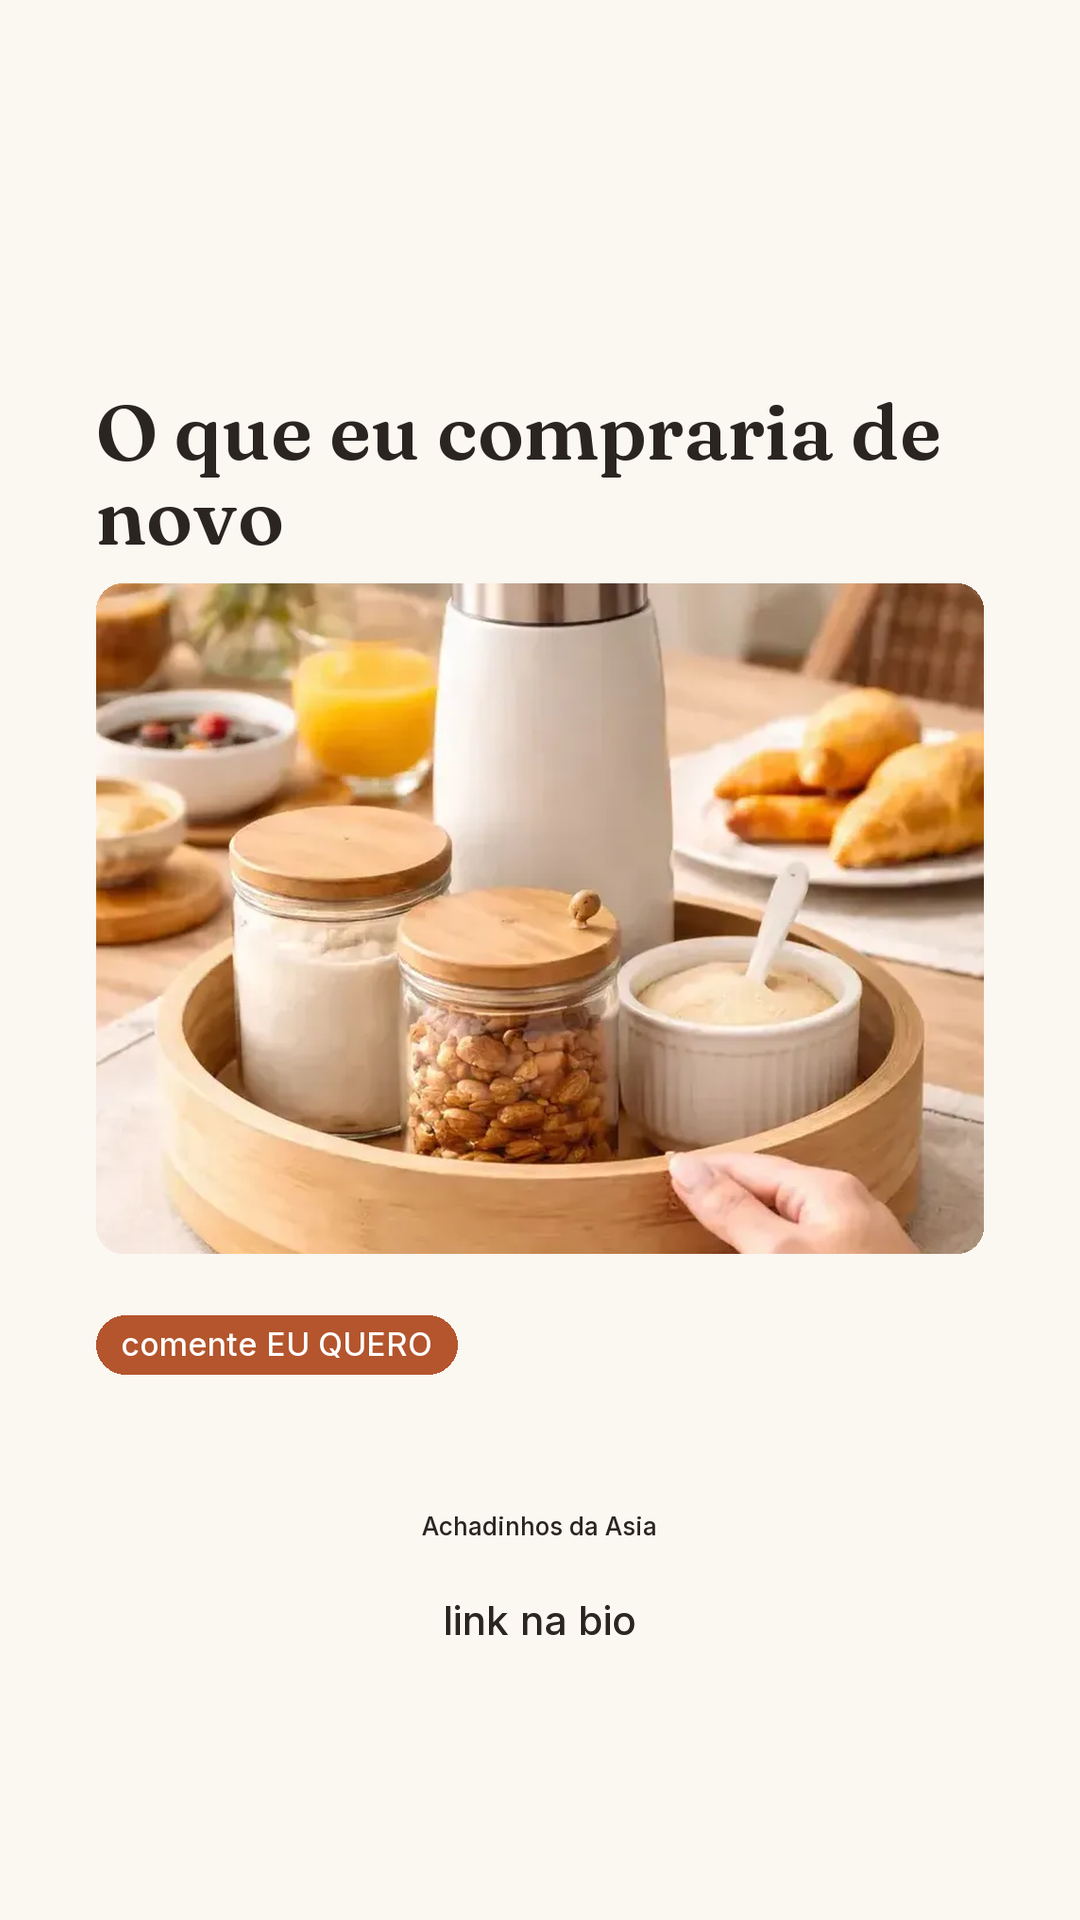 O que eu compraria de
novo
comente EU QUERO
Achadinhos da Asia
link na bio